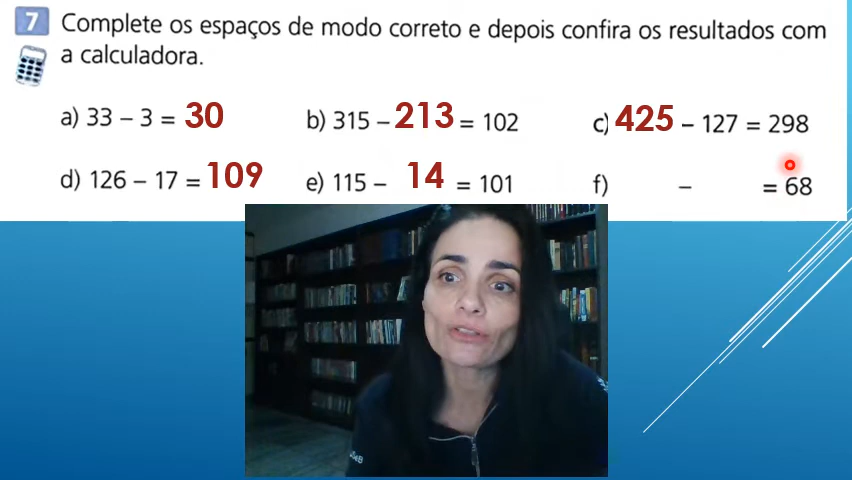 7 Complete os espaços de modo correto e depois confira os resultados com
a calculadora.
a) 33 – 3 = 30 b) 315 – 213 = 102 c) 425 – 127 = 298
d) 126 – 17 = 109 e) 115 – 14 = 101 f) – = 68